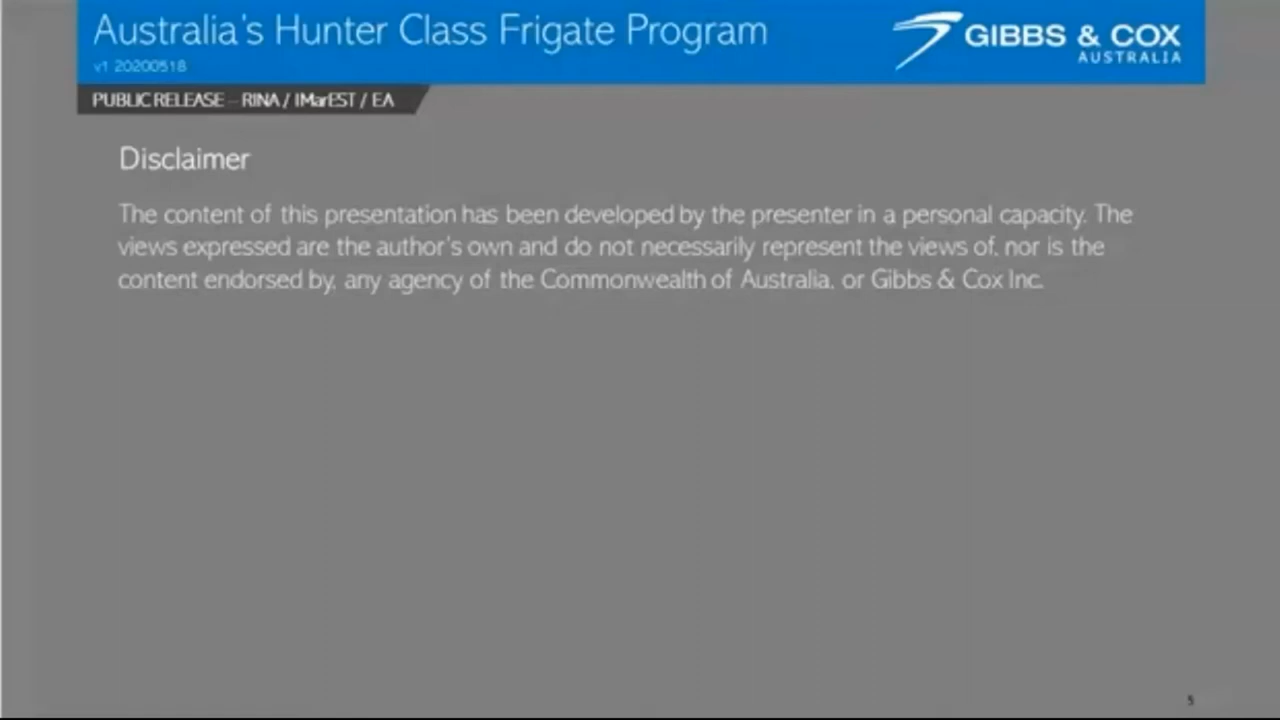 Australia's Hunter Class Frigate Program
v1 20200518
GIBBS & COX
AUSTRALIA
PUBLIC RELEASE – RINA / IMarEST / EA
Disclaimer
The content of this presentation has been developed by the presenter in a personal capacity. The
views expressed are the author's own and do not necessarily represent the views of, nor is the
content endorsed by, any agency of the Commonwealth of Australia, or Gibbs & Cox Inc.
5